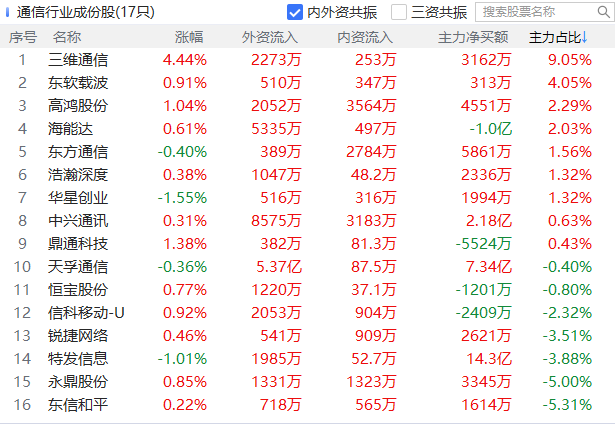 通信行业成份股(17只) 内外资共振 三资共振 搜索股票名称
序号 名称 涨幅 外资流入 内资流入 主力净买额 主力占比↓
1 三维通信 4.44% 2273万 253万 3162万 9.05%
2 东软载波 0.91% 510万 347万 313万 4.05%
3 高鸿股份 1.04% 2052万 3564万 4551万 2.29%
4 海能达 0.61% 5335万 497万 -1.0亿 2.03%
5 东方通信 -0.40% 389万 2784万 5861万 1.56%
6 浩瀚深度 0.38% 1047万 48.2万 2336万 1.32%
7 华星创业 -1.55% 516万 316万 1994万 1.32%
8 中兴通讯 0.31% 8575万 3183万 2.18亿 0.63%
9 鼎通科技 1.38% 382万 81.3万 -5524万 0.43%
10 天孚通信 -0.36% 5.37亿 87.5万 7.34亿 -0.40%
11 恒宝股份 0.77% 1220万 37.1万 -1201万 -0.80%
12 信科移动-U 0.92% 2053万 904万 -2409万 -2.32%
13 锐捷网络 0.46% 541万 909万 2621万 -3.51%
14 特发信息 -1.01% 1985万 52.7万 14.3亿 -3.88%
15 永鼎股份 0.85% 1331万 1323万 3345万 -5.00%
16 东信和平 0.22% 718万 565万 1614万 -5.31%